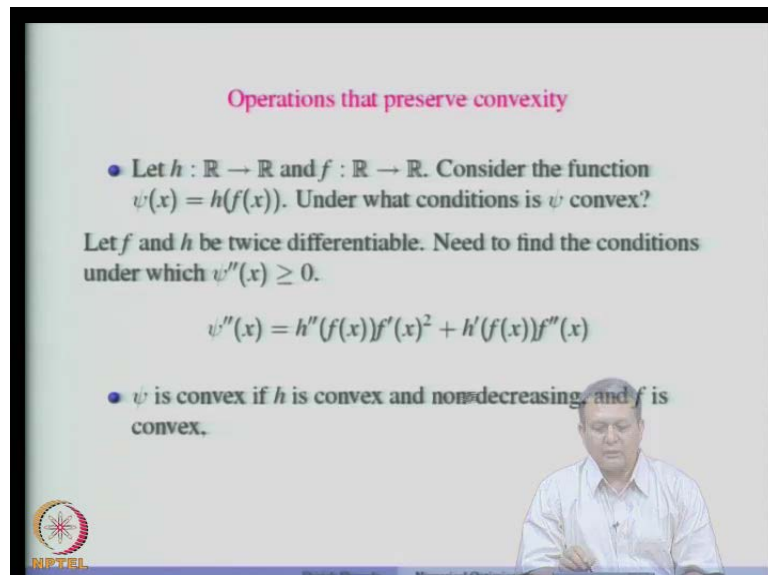 Operations that preserve convexity
Let h : ℝ → ℝ and f : ℝ → ℝ. Consider the function
ψ(x) = h(f(x)). Under what conditions is ψ convex?
Let f and h be twice differentiable. Need to find the conditions
under which ψ″(x) ≥ 0.
ψ″(x) = h″(f(x))f′(x)² + h′(f(x))f″(x)
ψ is convex if h is convex and non-decreasing, and f is
convex.
NPTEL